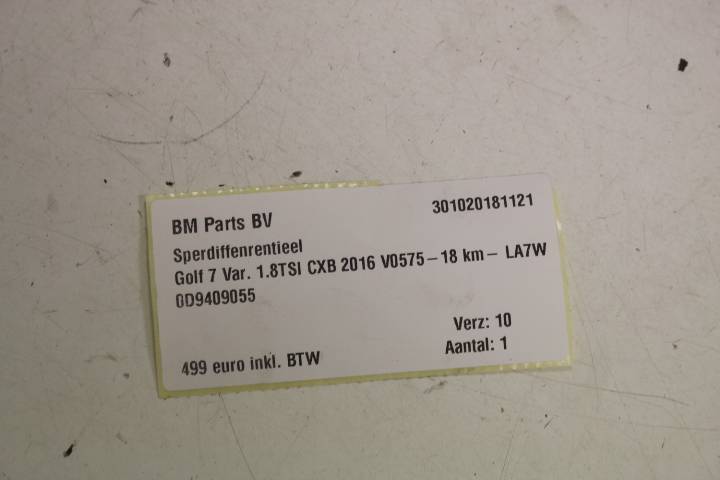 BM Parts BV
301020181121
Sperdiffenrentieel
Golf 7 Var. 1.8TSI CXB 2016 V0575 – 18 km – LA7W
0D9409055
Verz: 10
Aantal: 1
499 euro inkl. BTW